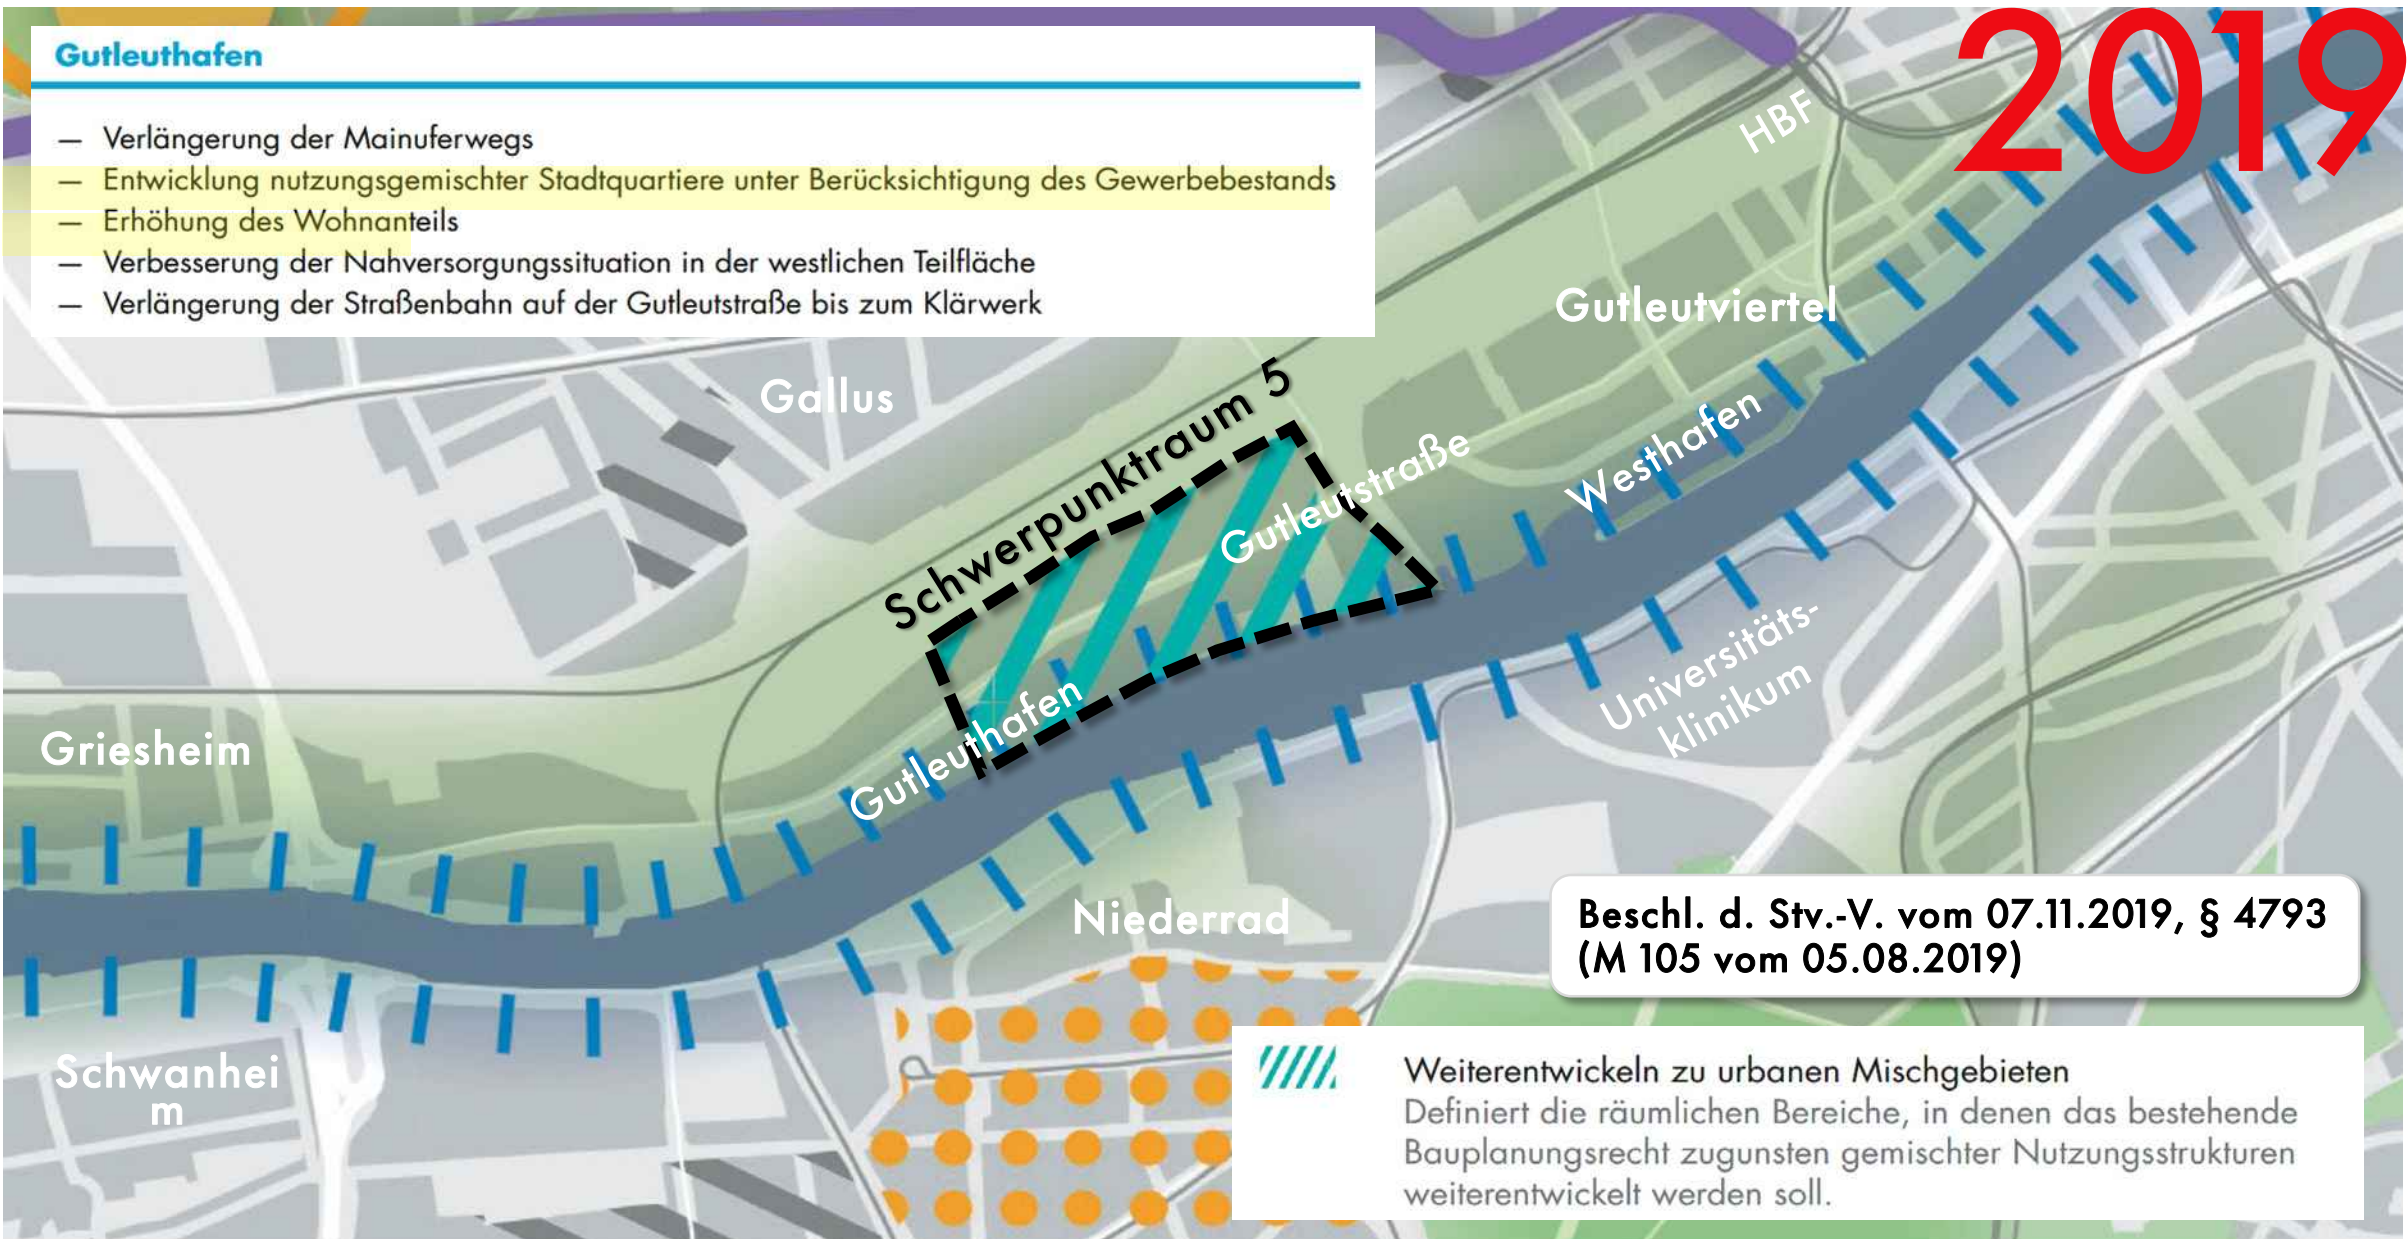 2019
Gutleuthafen
— Verlängerung der Mainuferwegs
— Entwicklung nutzungsgemischter Stadtquartiere unter Berücksichtigung des Gewerbebestands
— Erhöhung des Wohnanteils
— Verbesserung der Nahversorgungssituation in der westlichen Teilfläche
— Verlängerung der Straßenbahn auf der Gutleutstraße bis zum Klärwerk
HBF
Gutleutviertel
Gallus
Schwerpunktraum 5
Gutleutstraße
Westhafen
Universitäts-
klinikum
Gutleuthafen
Griesheim
Niederrad
Schwanhei
m
Beschl. d. Stv.-V. vom 07.11.2019, § 4793
(M 105 vom 05.08.2019)
Weiterentwickeln zu urbanen Mischgebieten
Definiert die räumlichen Bereiche, in denen das bestehende
Bauplanungsrecht zugunsten gemischter Nutzungsstrukturen
weiterentwickelt werden soll.